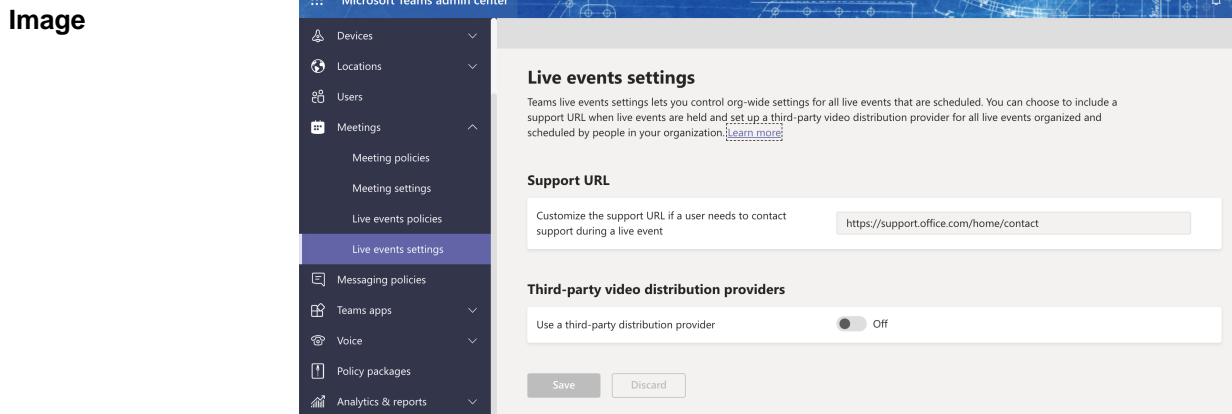 Image
Microsoft Teams admin center
Devices
Locations
Users
Meetings
Meeting policies
Meeting settings
Live events policies
Live events settings
Messaging policies
Teams apps
Voice
Policy packages
Analytics & reports
Live events settings
Teams live events settings lets you control org-wide settings for all live events that are scheduled. You can choose to include a
support URL when live events are held and set up a third-party video distribution provider for all live events organized and
scheduled by people in your organization. Learn more
Support URL
Customize the support URL if a user needs to contact
support during a live event
https://support.office.com/home/contact
Third-party video distribution providers
Use a third-party distribution provider
Off
Save
Discard